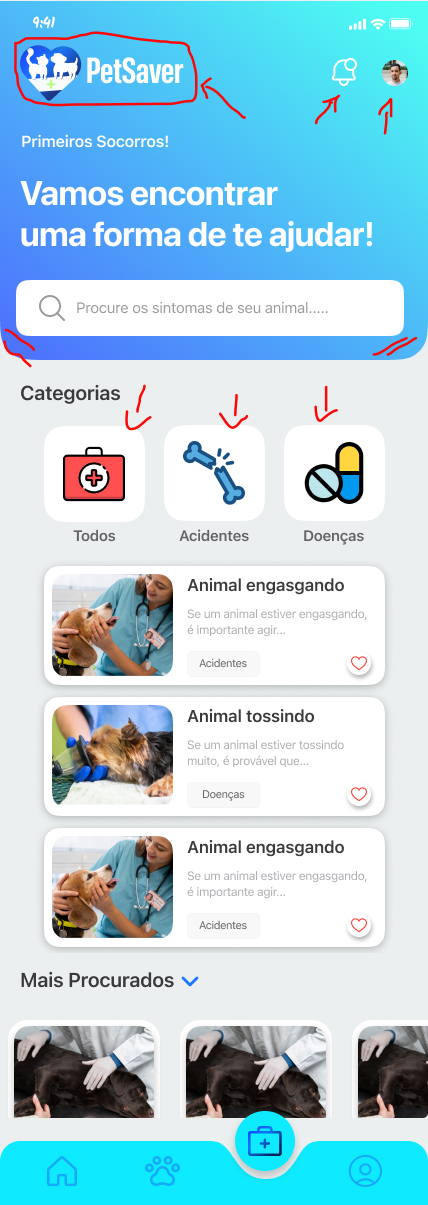 9:41
PetSaver
Primeiros Socorros!
Vamos encontrar
uma forma de te ajudar!
Procure os sintomas de seu animal.....
Categorias
Todos
Acidentes
Doenças
Animal engasgando
Se um animal estiver engasgando,
é importante agir...
Acidentes
Animal tossindo
Se um animal estiver tossindo
muito, é provável que...
Doenças
Animal engasgando
Se um animal estiver engasgando,
é importante agir...
Acidentes
Mais Procurados